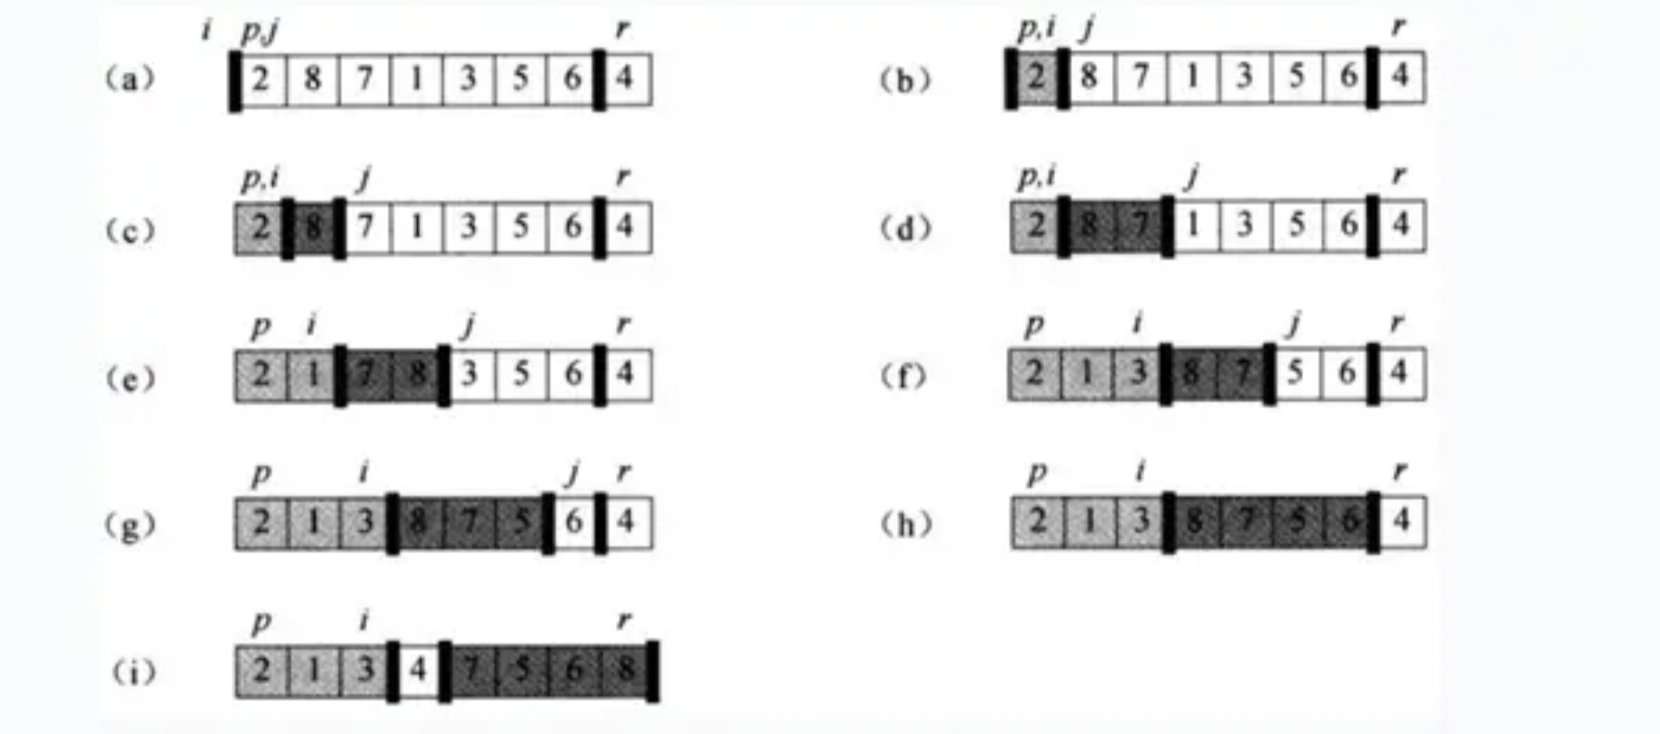 i p,j r
(a) 2 8 7 1 3 5 6 4
p,i j r
(b) 2 8 7 1 3 5 6 4
p,i j r
(c) 2 8 7 1 3 5 6 4
p,i j r
(d) 2 8 7 1 3 5 6 4
p i j r
(e) 2 1 7 8 3 5 6 4
p i j r
(f) 2 1 3 8 7 5 6 4
p i j r
(g) 2 1 3 8 7 5 6 4
p i r
(h) 2 1 3 8 7 5 6 4
p i r
(i) 2 1 3 4 7 5 6 8